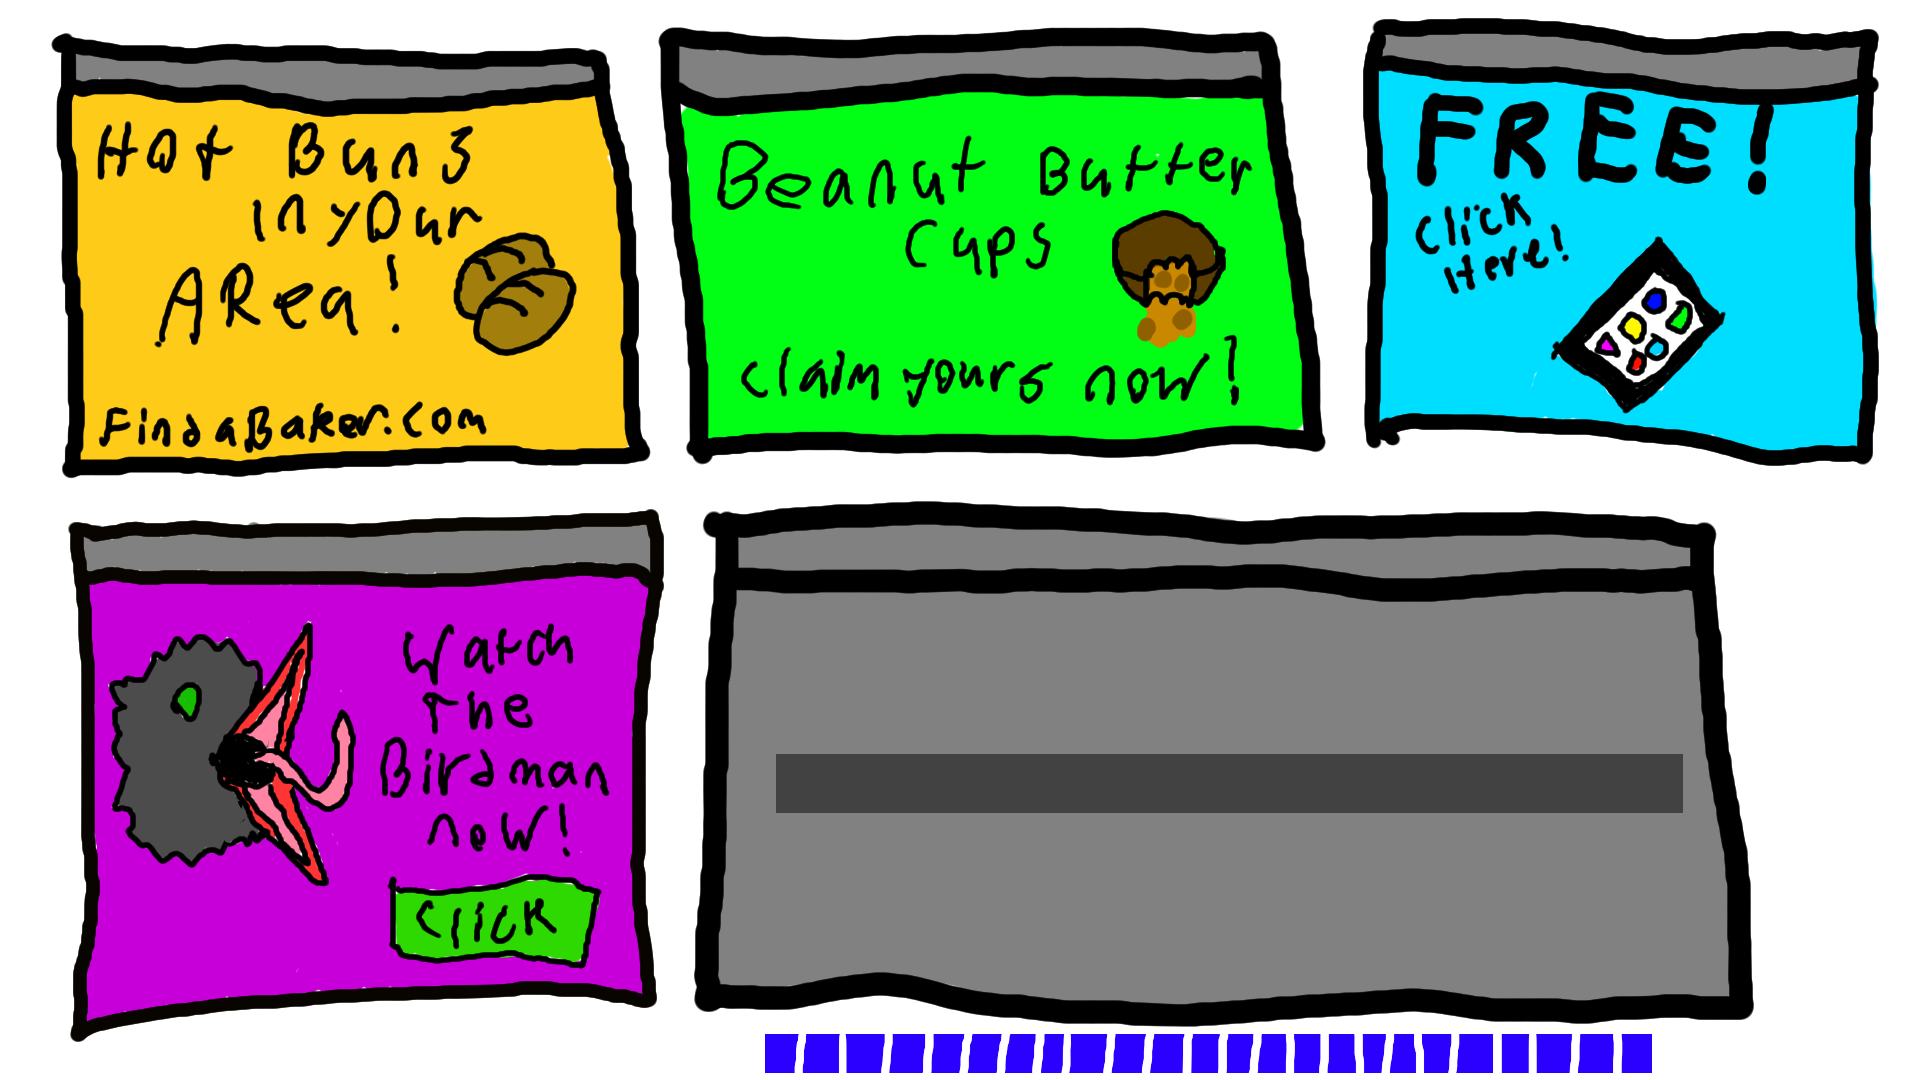 Hot Buns
in your
Area!
FindaBaker.com
Beanut Butter
Cups
claim yours now!
FREE!
Click
Here!
Watch
The
Birdman
now!
Click